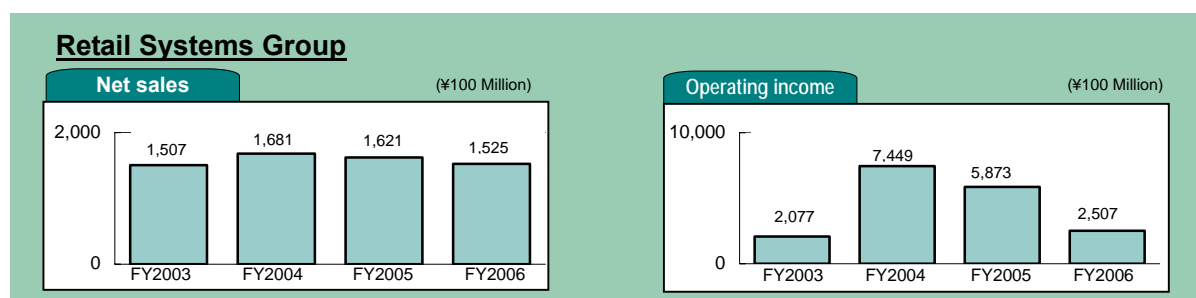 Retail Systems Group
Net sales
(¥100 Million)
2,000
1,507
1,681
1,621
1,525
0
FY2003
FY2004
FY2005
FY2006
Operating income
(¥100 Million)
10,000
2,077
7,449
5,873
2,507
0
FY2003
FY2004
FY2005
FY2006